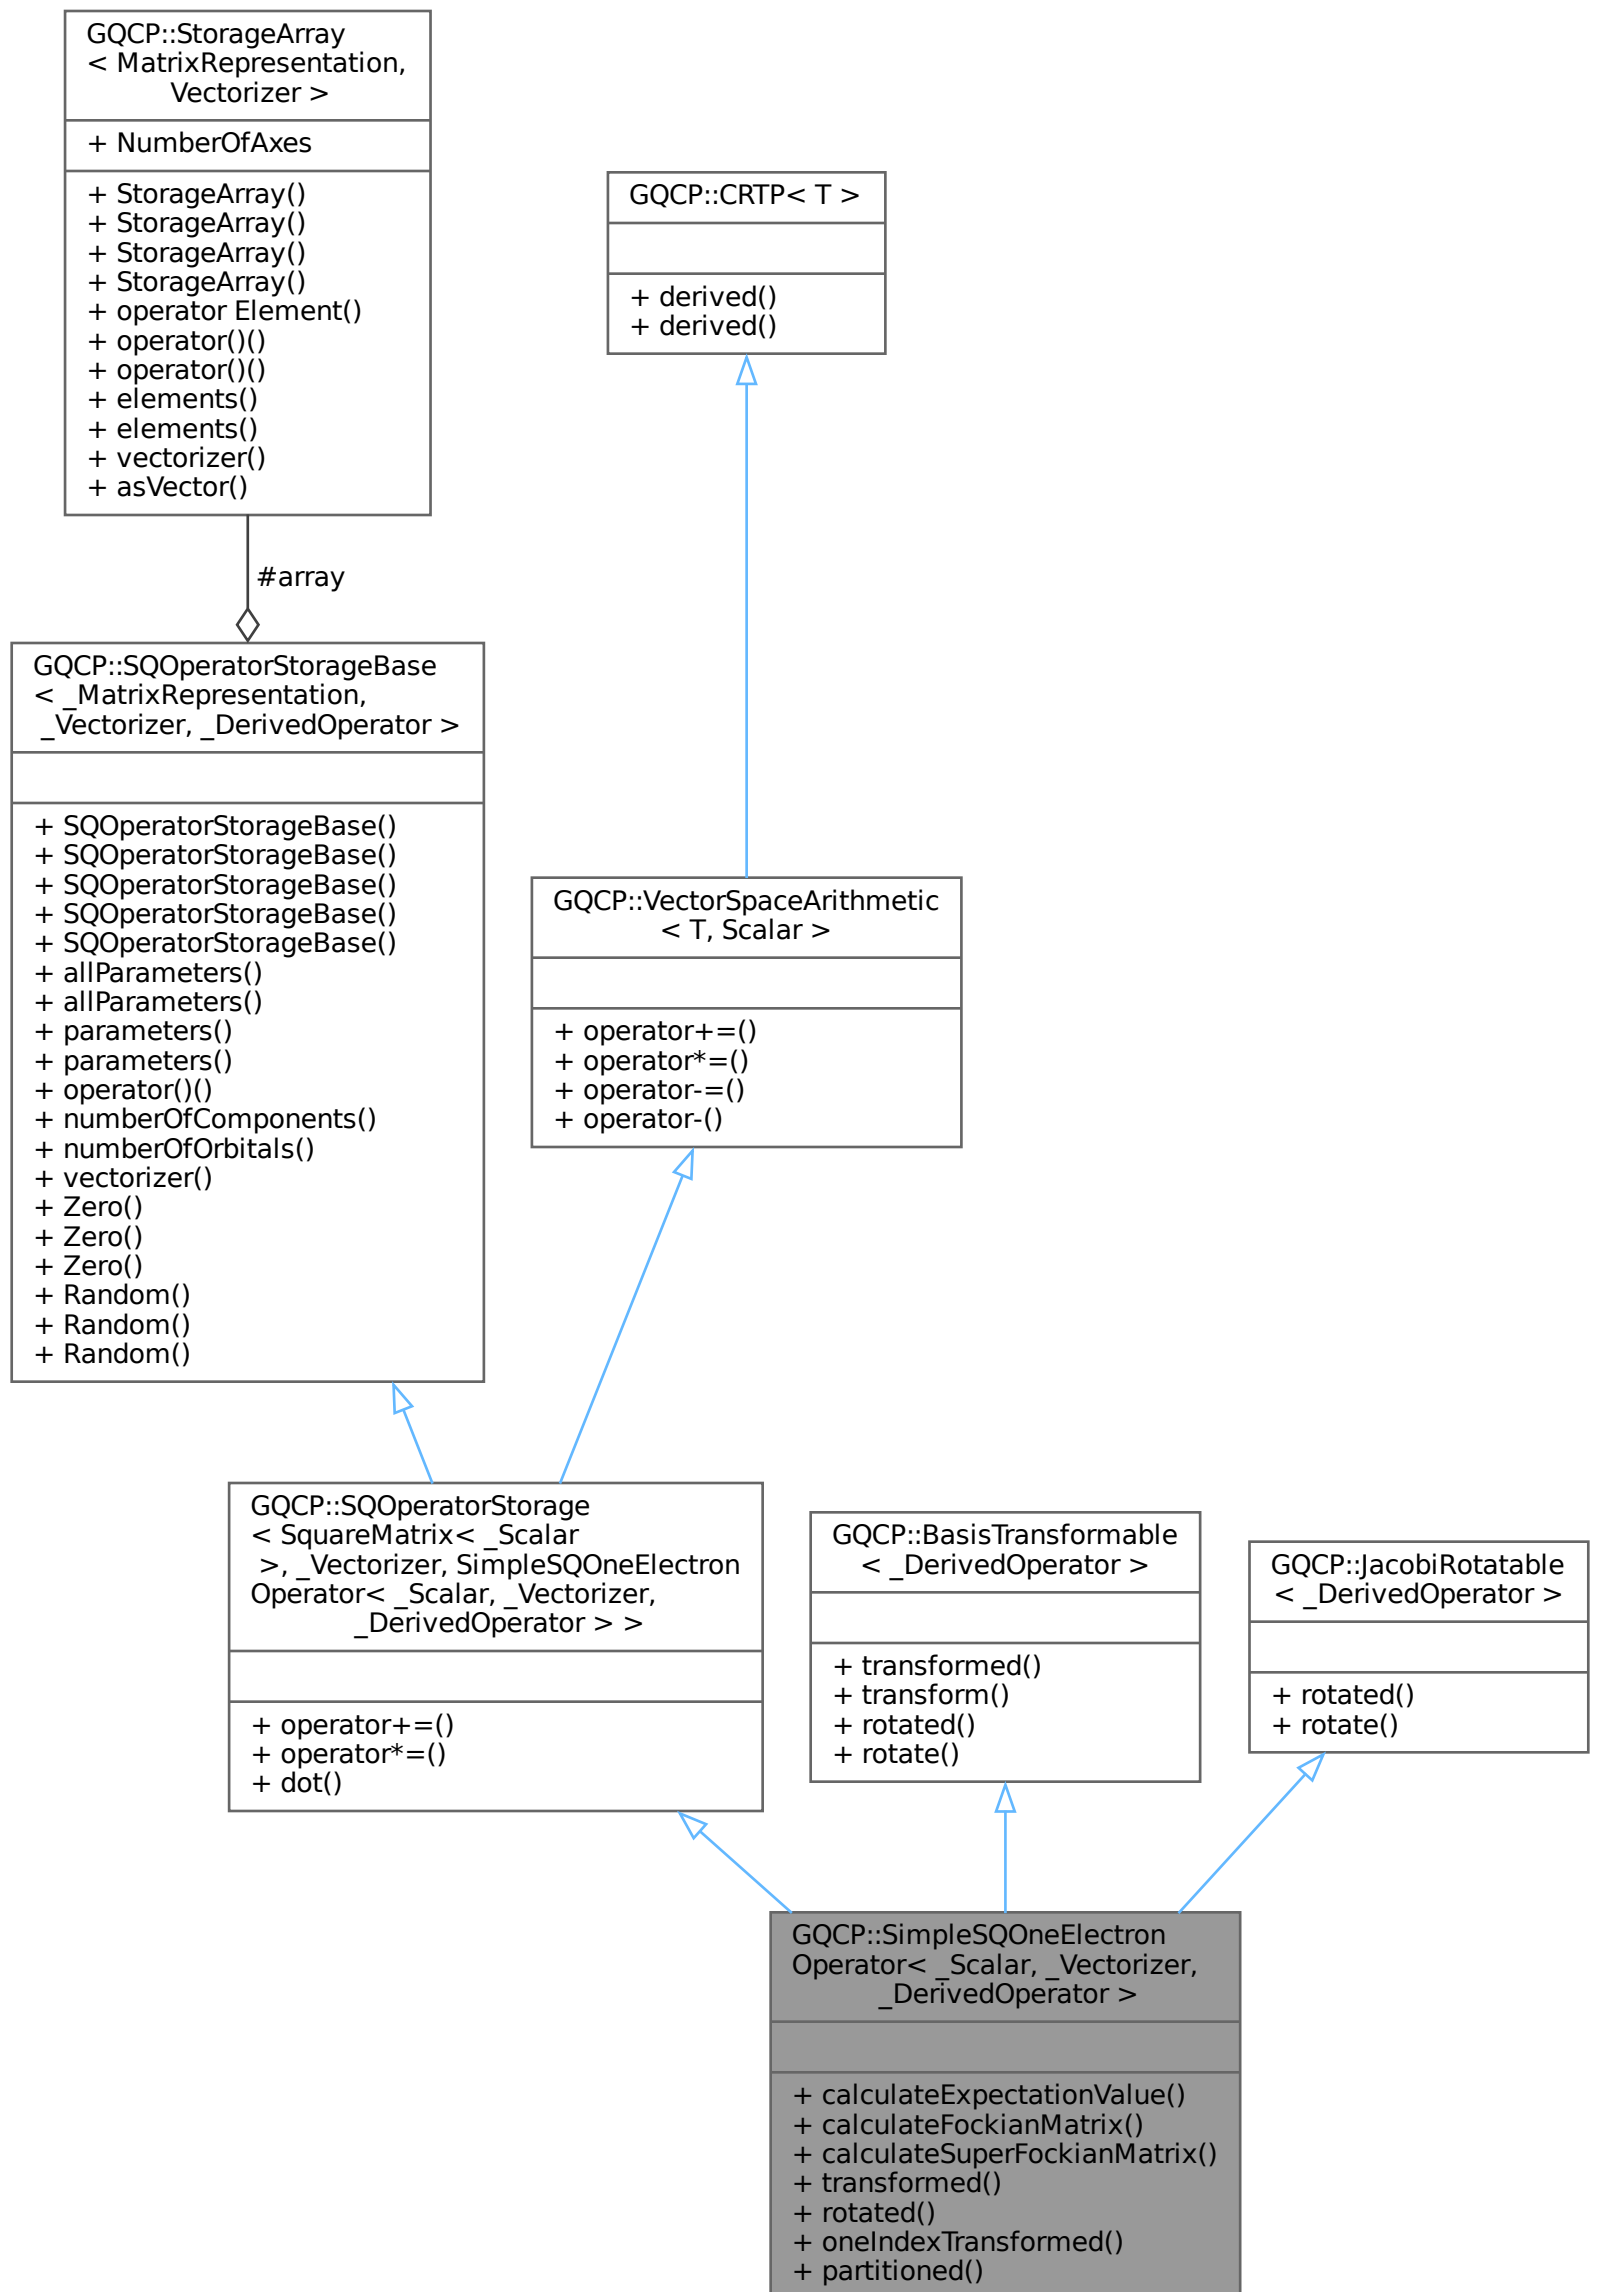 GQCP::StorageArray
< MatrixRepresentation,
Vectorizer >
+ NumberOfAxes
+ StorageArray()
+ StorageArray()
+ StorageArray()
+ StorageArray()
+ operator Element()
+ operator()()
+ operator()()
+ elements()
+ elements()
+ vectorizer()
+ asVector()
GQCP::CRTP< T >
+ derived()
+ derived()
#array
GQCP::SQOperatorStorageBase
< _MatrixRepresentation,
_Vectorizer, _DerivedOperator >
+ SQOperatorStorageBase()
+ SQOperatorStorageBase()
+ SQOperatorStorageBase()
+ SQOperatorStorageBase()
+ SQOperatorStorageBase()
+ allParameters()
+ allParameters()
+ parameters()
+ parameters()
+ operator()()
+ numberOfComponents()
+ numberOfOrbitals()
+ vectorizer()
+ Zero()
+ Zero()
+ Zero()
+ Random()
+ Random()
+ Random()
GQCP::VectorSpaceArithmetic
< T, Scalar >
+ operator+=()
+ operator*=()
+ operator-=()
+ operator-()
GQCP::SQOperatorStorage
< SquareMatrix< _Scalar
>, _Vectorizer, SimpleSQOneElectron
Operator< _Scalar, _Vectorizer,
_DerivedOperator > >
+ operator+=()
+ operator*=()
+ dot()
GQCP::BasisTransformable
< _DerivedOperator >
+ transformed()
+ transform()
+ rotated()
+ rotate()
GQCP::JacobiRotatable
< _DerivedOperator >
+ rotated()
+ rotate()
GQCP::SimpleSQOneElectron
Operator< _Scalar, _Vectorizer,
_DerivedOperator >
+ calculateExpectationValue()
+ calculateFockianMatrix()
+ calculateSuperFockianMatrix()
+ transformed()
+ rotated()
+ oneIndexTransformed()
+ partitioned()